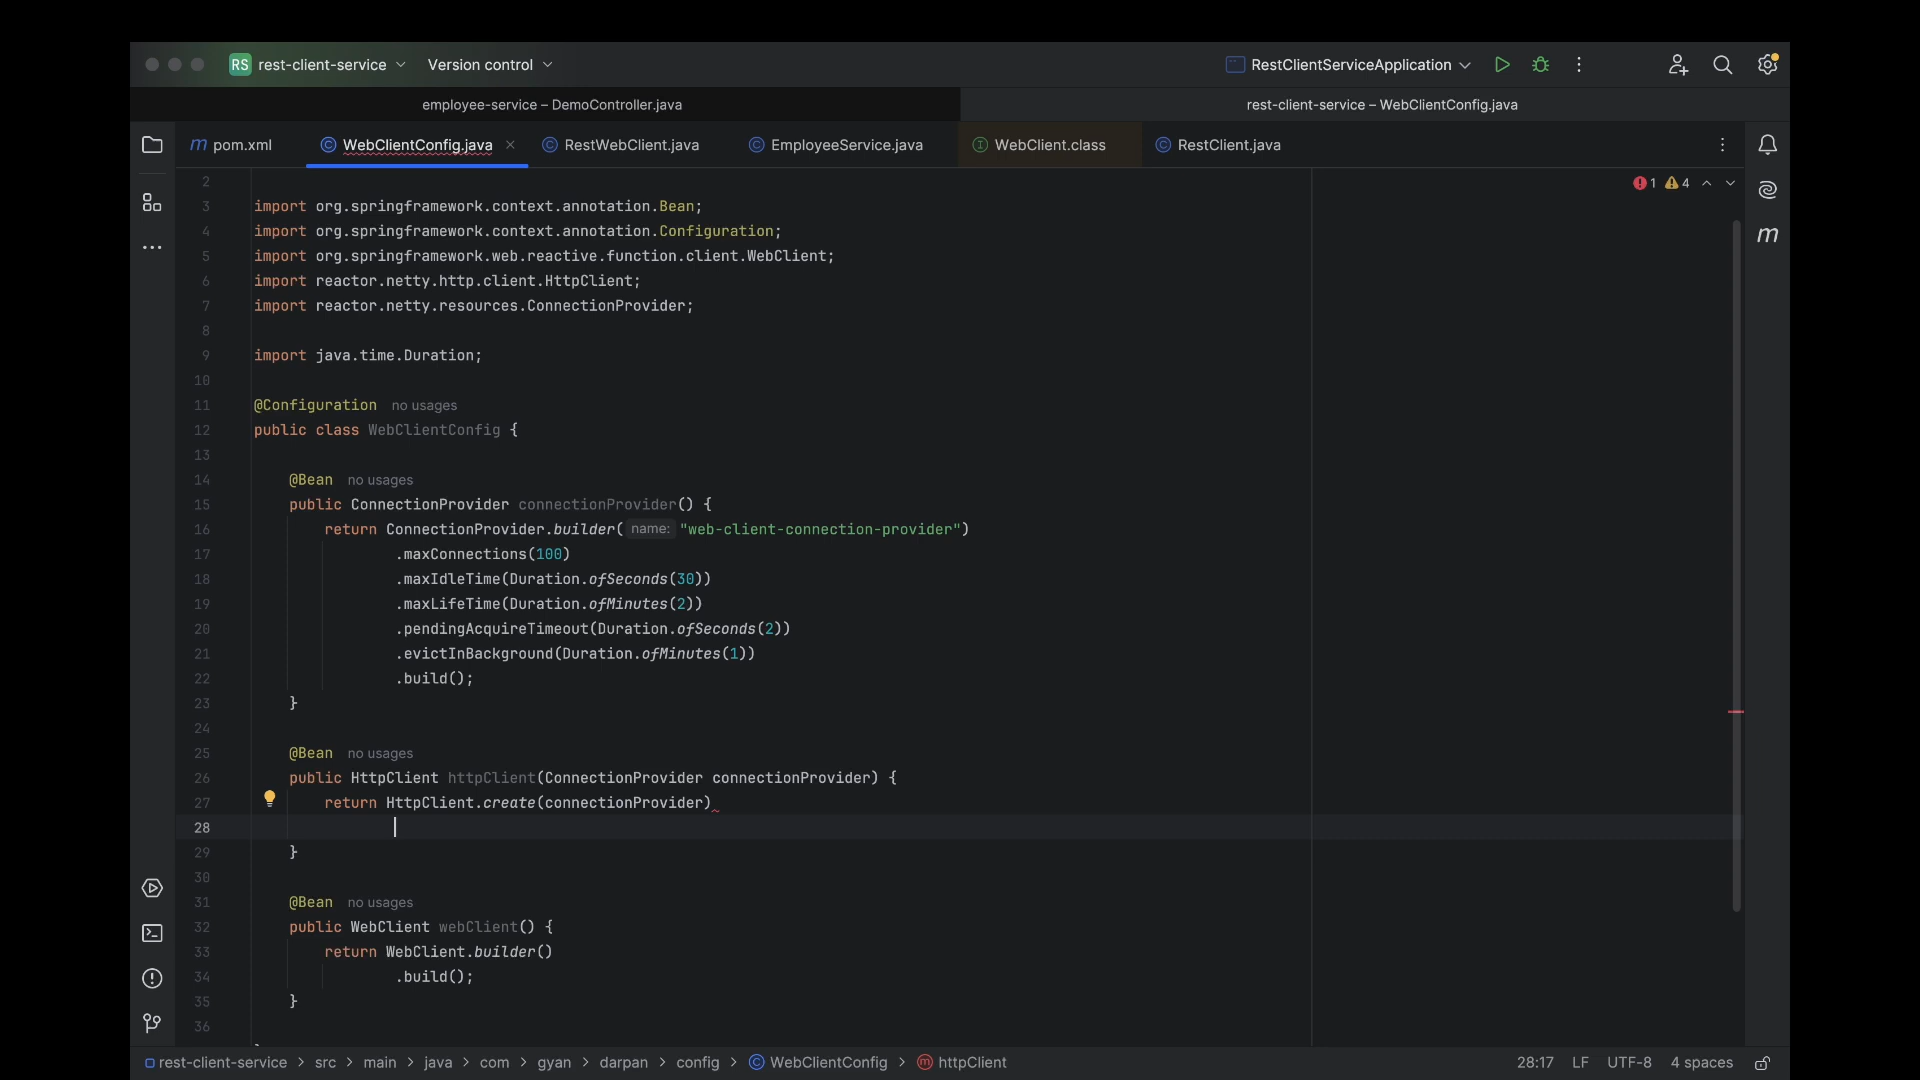 RS rest-client-service Version control RestClientServiceApplication
employee-service – DemoController.java rest-client-service – WebClientConfig.java
m pom.xml WebClientConfig.java RestWebClient.java EmployeeService.java WebClient.class RestClient.java
1 4
2
3 import org.springframework.context.annotation.Bean;
4 import org.springframework.context.annotation.Configuration;
5 import org.springframework.web.reactive.function.client.WebClient;
6 import reactor.netty.http.client.HttpClient;
7 import reactor.netty.resources.ConnectionProvider;
8
9 import java.time.Duration;
10
11 @Configuration no usages
12 public class WebClientConfig {
13
14 @Bean no usages
15 public ConnectionProvider connectionProvider() {
16 return ConnectionProvider.builder( name: "web-client-connection-provider")
17 .maxConnections(100)
18 .maxIdleTime(Duration.ofSeconds(30))
19 .maxLifeTime(Duration.ofMinutes(2))
20 .pendingAcquireTimeout(Duration.ofSeconds(2))
21 .evictInBackground(Duration.ofMinutes(1))
22 .build();
23 }
24
25 @Bean no usages
26 public HttpClient httpClient(ConnectionProvider connectionProvider) {
27 return HttpClient.create(connectionProvider)
28
29 }
30
31 @Bean no usages
32 public WebClient webClient() {
33 return WebClient.builder()
34 .build();
35 }
36
rest-client-service > src > main > java > com > gyan > darpan > config > WebClientConfig > httpClient 28:17 LF UTF-8 4 spaces